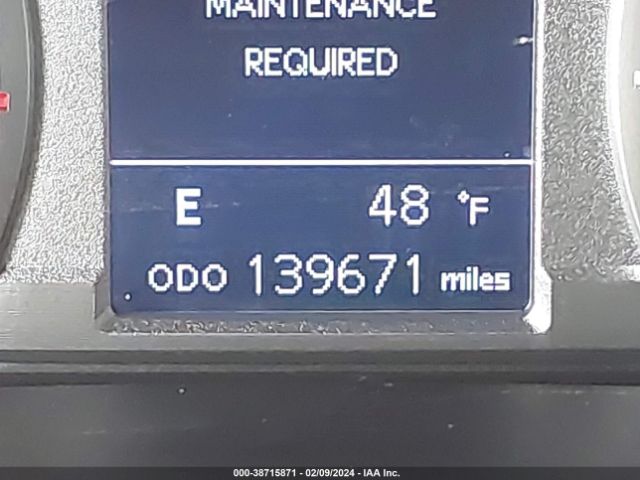 MAINTENANCE
REQUIRED
E 48 °F
ODO 139671 miles
000-38715871 - 02/09/2024 - IAA Inc.